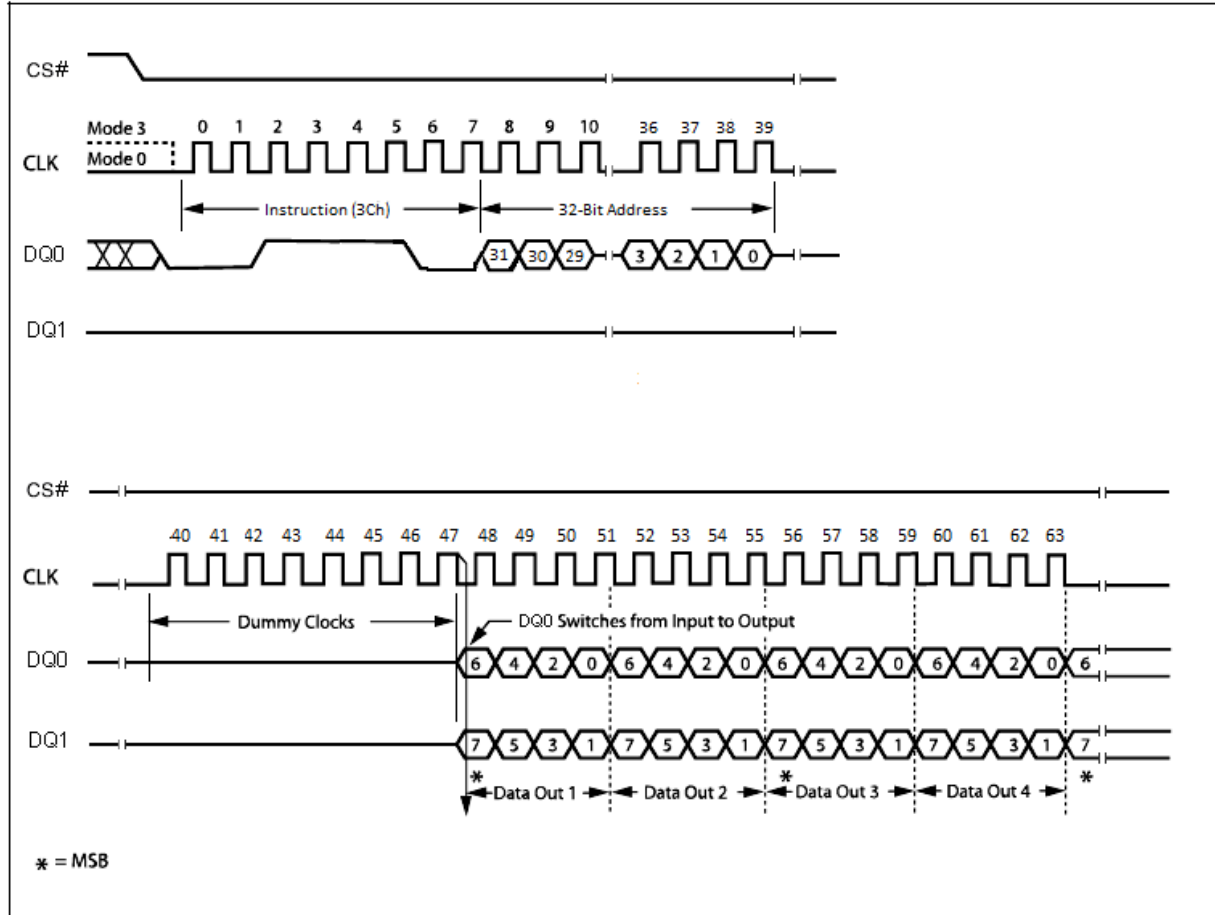 CS#
Mode 3 0 1 2 3 4 5 6 7 8 9 10 36 37 38 39
Mode 0
CLK
Instruction (3Ch) 32-Bit Address
DQ0 31 30 29 3 2 1 0
DQ1
CS#
40 41 42 43 44 45 46 47 48 49 50 51 52 53 54 55 56 57 58 59 60 61 62 63
CLK
Dummy Clocks DQ0 Switches from Input to Output
DQ0 6 4 2 0 6 4 2 0 6 4 2 0 6 4 2 0 6
DQ1 7 5 3 1 7 5 3 1 7 5 3 1 7 5 3 1 7
* * *
Data Out 1 Data Out 2 Data Out 3 Data Out 4
* = MSB